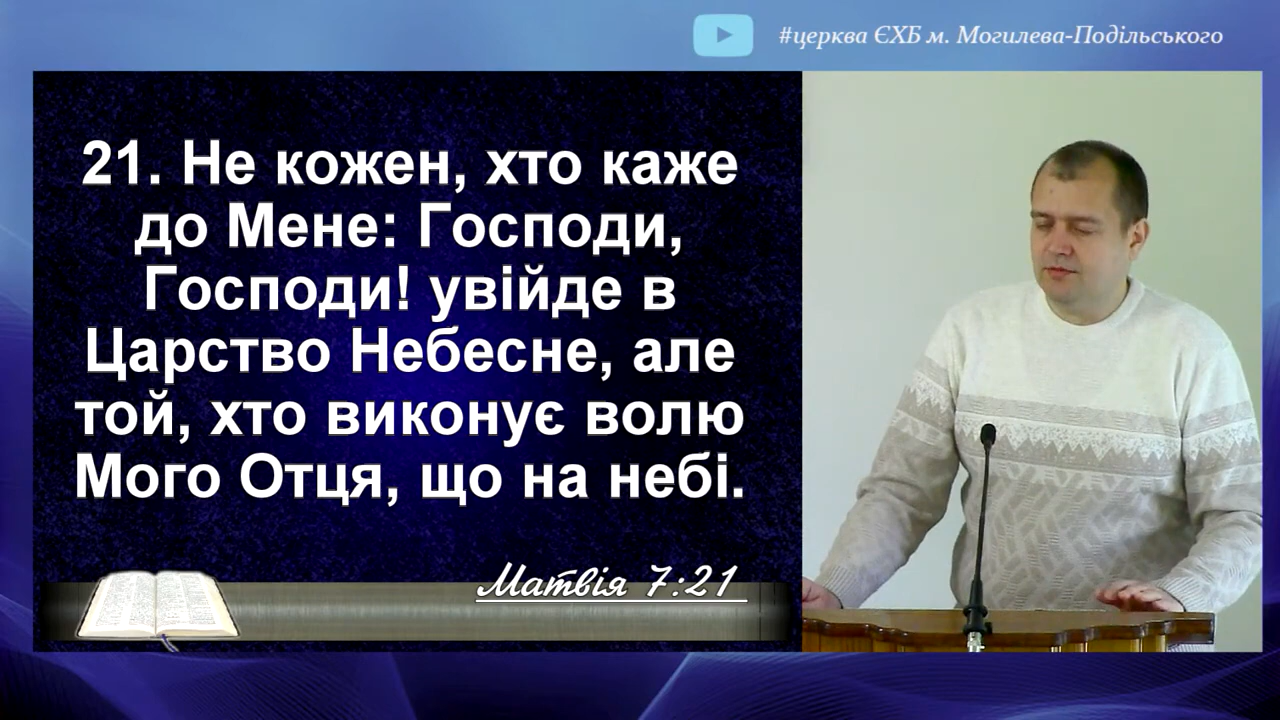 #церква ЄХБ м. Могилева-Подільського
21. Не кожен, хто каже
до Мене: Господи,
Господи! увійде в
Царство Небесне, але
той, хто виконує волю
Мого Отця, що на небі.
Матвія 7:21